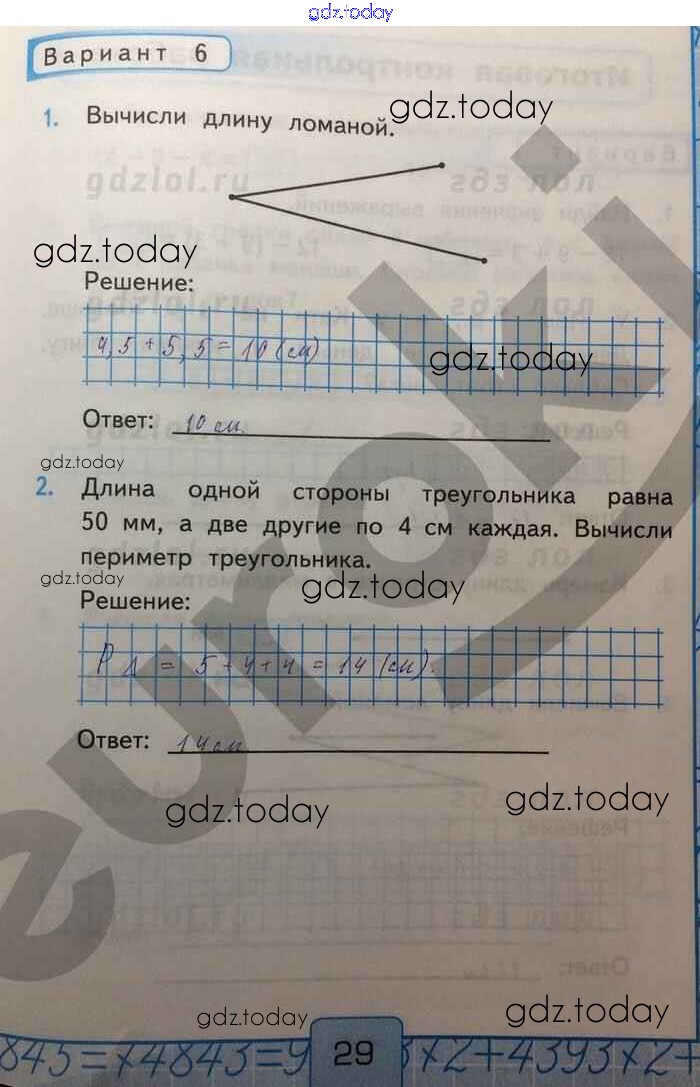 gdz.today
Вариант 6
gdz.today
1. Вычисли длину ломаной.
gdzlol.ru
gdz.today
Решение:
4,5 + 5,5 = 10 (см)
gdz.today
Ответ: 10 см.
gdz.today
2. Длина одной стороны треугольника равна
50 мм, а две другие по 4 см каждая. Вычисли
периметр треугольника.
gdz.today
gdz.today
Решение:
P Δ = 5 + 4 + 4 = 14 (см).
Ответ: 14 см
gdz.today
gdz.today
euroki
gdz.today
gdz.today
29